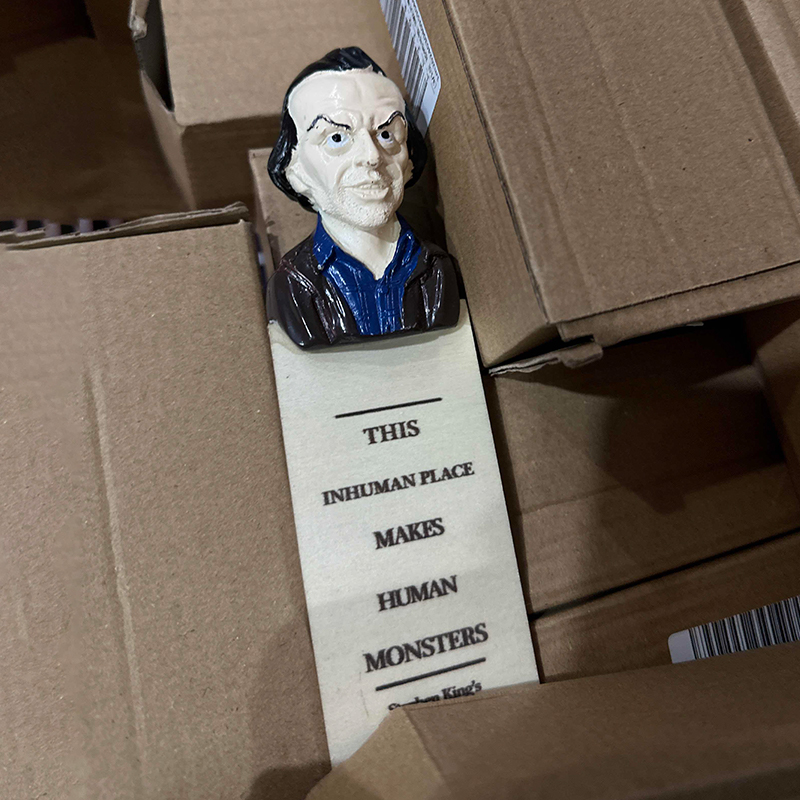 THIS
INHUMAN PLACE
MAKES
HUMAN
MONSTERS
Stephen King's